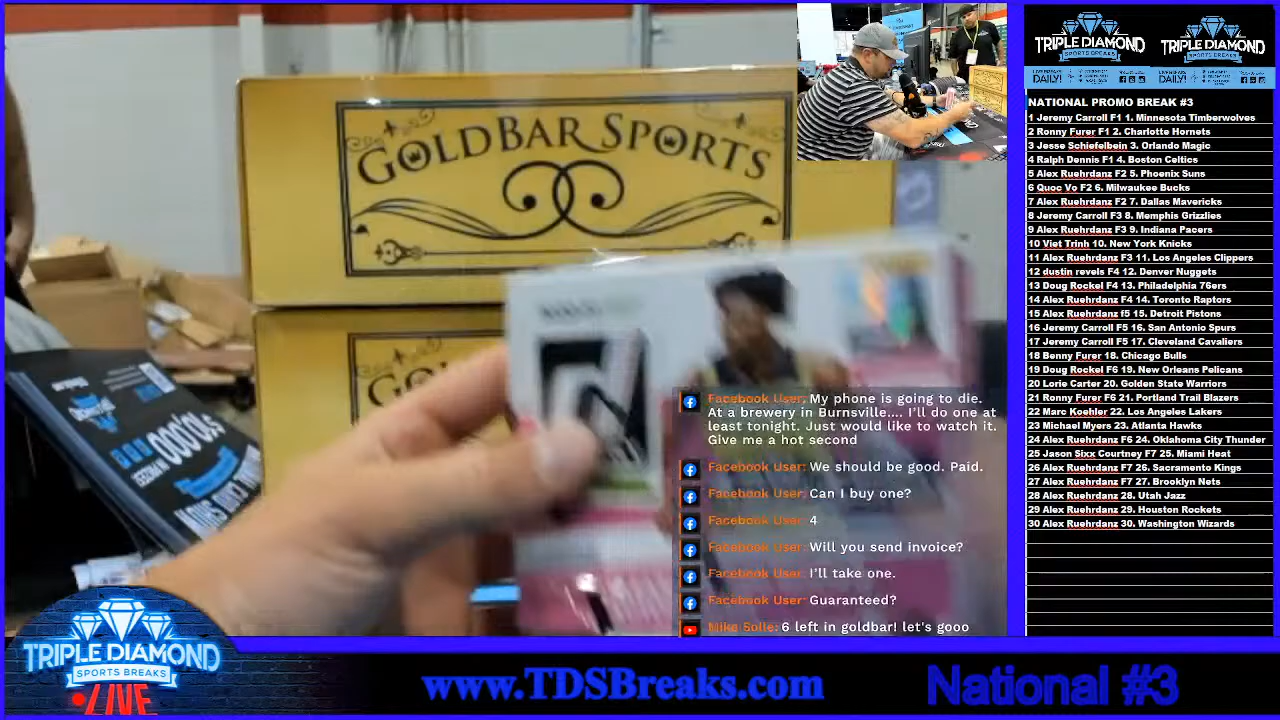 GOLDBAR SPORTS
TRIPLE DIAMOND
SPORTS BREAKS
TRIPLE DIAMOND
SPORTS BREAKS
NATIONAL PROMO BREAK #3
1 Jeremy Carroll F1 1. Minnesota Timberwolves
2 Ronny Furer F1 2. Charlotte Hornets
3 Jesse Schiefelbein 3. Orlando Magic
4 Ralph Dennis F1 4. Boston Celtics
5 Alex Ruehrdanz F2 5. Phoenix Suns
6 Quoc Vo F2 6. Milwaukee Bucks
7 Alex Ruehrdanz F2 7. Dallas Mavericks
8 Jeremy Carroll F3 8. Memphis Grizzlies
9 Alex Ruehrdanz F3 9. Indiana Pacers
10 Viet Trinh 10. New York Knicks
11 Alex Ruehrdanz F3 11. Los Angeles Clippers
12 dustin revels F4 12. Denver Nuggets
13 Doug Rockel F4 13. Philadelphia 76ers
14 Alex Ruehrdanz F4 14. Toronto Raptors
15 Alex Ruehrdanz f5 15. Detroit Pistons
16 Jeremy Carroll F5 16. San Antonio Spurs
17 Jeremy Carroll F5 17. Cleveland Cavaliers
18 Benny Furer 18. Chicago Bulls
19 Doug Rockel F6 19. New Orleans Pelicans
20 Lorie Carter 20. Golden State Warriors
21 Ronny Furer F6 21. Portland Trail Blazers
22 Marc Koehler 22. Los Angeles Lakers
23 Michael Myers 23. Atlanta Hawks
24 Alex Ruehrdanz F6 24. Oklahoma City Thunder
25 Jason Sixx Courtney F7 25. Miami Heat
26 Alex Ruehrdanz F7 26. Sacramento Kings
27 Alex Ruehrdanz F7 27. Brooklyn Nets
28 Alex Ruehrdanz 28. Utah Jazz
29 Alex Ruehrdanz 29. Houston Rockets
30 Alex Ruehrdanz 30. Washington Wizards
Facebook User: My phone is going to die.
At a brewery in Burnsville.... I'll do one at
least tonight. Just would like to watch it.
Give me a hot second
Facebook User: We should be good. Paid.
Facebook User: Can I buy one?
Facebook User: 4
Facebook User: Will you send invoice?
Facebook User: I'll take one.
Facebook User: Guaranteed?
Mike Solle: 6 left in goldbar! let's gooo
TRIPLE DIAMOND
SPORTS BREAKS
LIVE
www.TDSBreaks.com
National #3